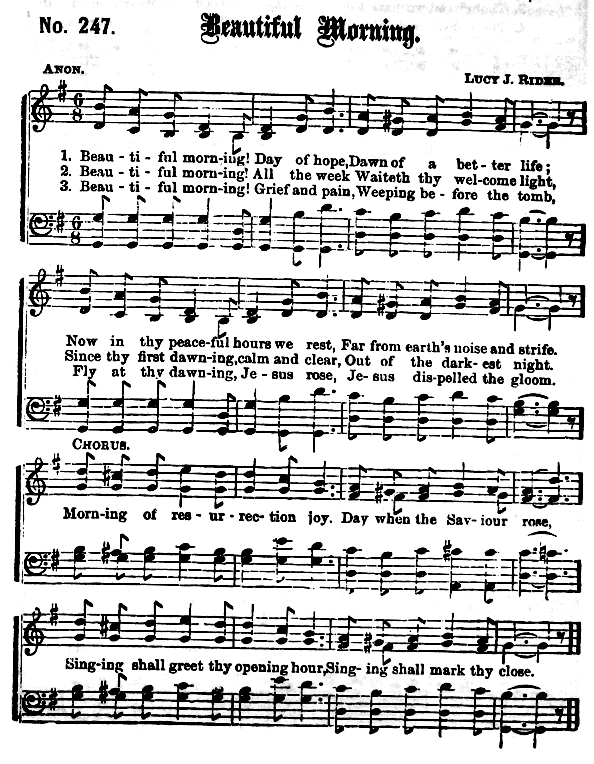 No. 247.
Beautiful Morning.
ANON.
LUCY J. RIDER.
6/8
1. Beau - ti - ful morn-ing! Day of hope, Dawn of a bet - ter life;
2. Beau - ti - ful morn-ing! All the week Waiteth thy wel-come light,
3. Beau - ti - ful morn-ing! Grief and pain, Weeping be - fore the tomb,
6/8
Now in thy peace-ful hours we rest, Far from earth's noise and strife.
Since thy first dawn-ing, calm and clear, Out of the dark-est night.
Fly at thy dawn-ing, Je-sus rose, Je-sus dis-pelled the gloom.
CHORUS.
Morn-ing of res - ur - rec - tion joy. Day when the Sav-iour rose,
Sing-ing shall greet thy opening hour, Sing-ing shall mark thy close.